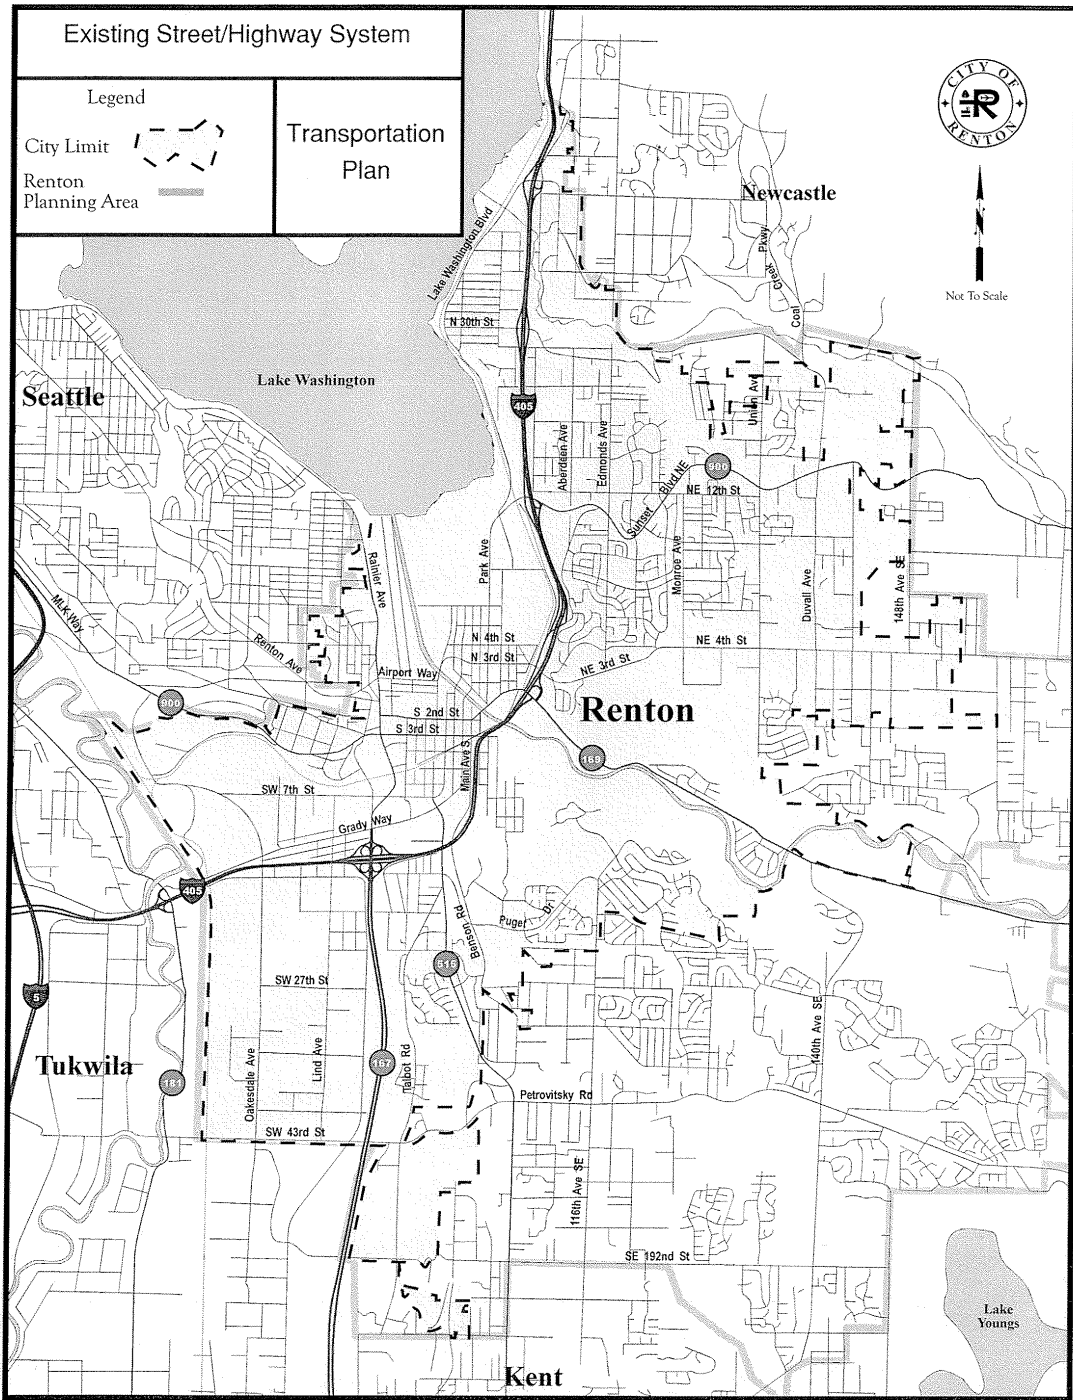 Existing Street/Highway System
Legend
City Limit
Renton
Planning Area
Transportation
Plan
CITY OF
R
RENTON
N
Not To Scale
Newcastle
Coal Creek Pkwy
Lake Washington Blvd
N 30th St
Lake Washington
Seattle
405
Union Ave
Aberdeen Ave
Edmonds Ave
900
Sunset Blvd NE
NE 12th St
Park Ave
Rainier Ave
Monroe Ave
Duvall Ave
148th Ave SE
MLK Way
Renton Ave
N 4th St
N 3rd St
NE 4th St
NE 3rd St
Airport Way
900
Renton
S 2nd St
S 3rd St
Main Ave S
169
SW 7th St
Grady Way
405
Benson Rd
Puget Dr
515
SW 27th St
5
140th Ave SE
Tukwila
181
Oakesdale Ave
Lind Ave
167
Talbot Rd
Petrovitsky Rd
SW 43rd St
116th Ave SE
SE 192nd St
Lake
Youngs
Kent